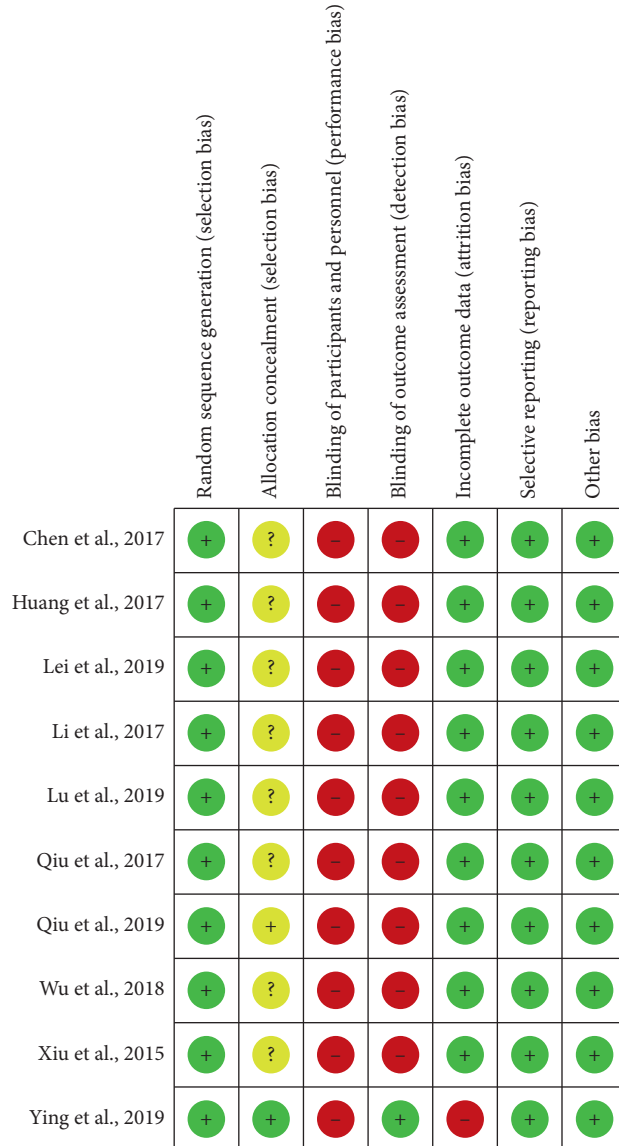 Random sequence generation (selection bias)
Allocation concealment (selection bias)
Blinding of participants and personnel (performance bias)
Blinding of outcome assessment (detection bias)
Incomplete outcome data (attrition bias)
Selective reporting (reporting bias)
Other bias
Chen et al., 2017 + ? – – + + +
Huang et al., 2017 + ? – – + + +
Lei et al., 2019 + ? – – + + +
Li et al., 2017 + ? – – + + +
Lu et al., 2019 + ? – – + + +
Qiu et al., 2017 + ? – – + + +
Qiu et al., 2019 + + – – + + +
Wu et al., 2018 + ? – – + + +
Xiu et al., 2015 + ? – – + + +
Ying et al., 2019 + + – + – + +